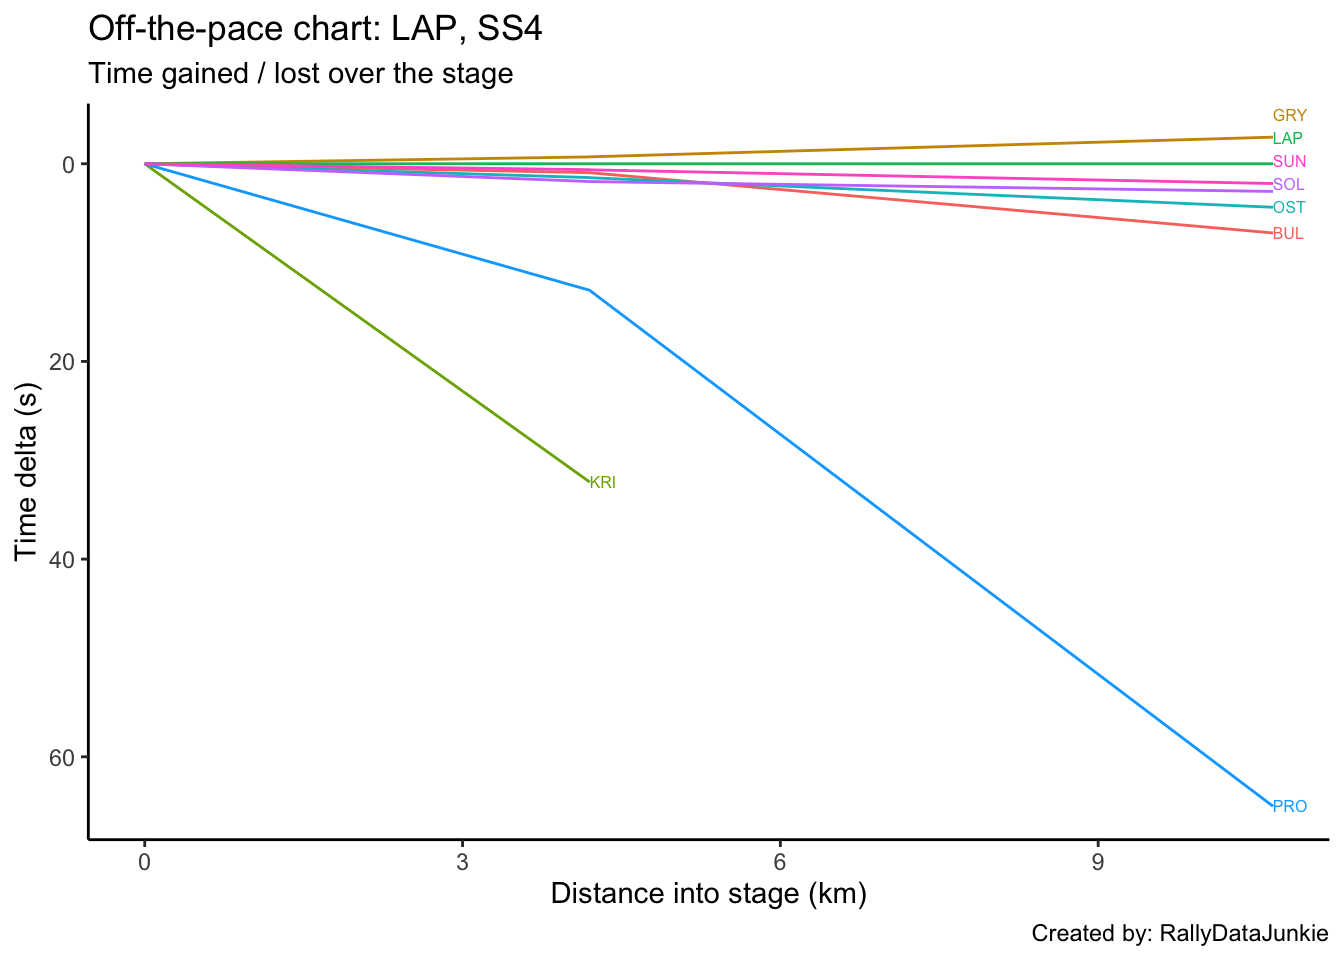 Off-the-pace chart: LAP, SS4
Time gained / lost over the stage
GRY
LAP
SUN
SOL
OST
BUL
KRI
PRO
0
20
40
60
Time delta (s)
0 3 6 9
Distance into stage (km)
Created by: RallyDataJunkie